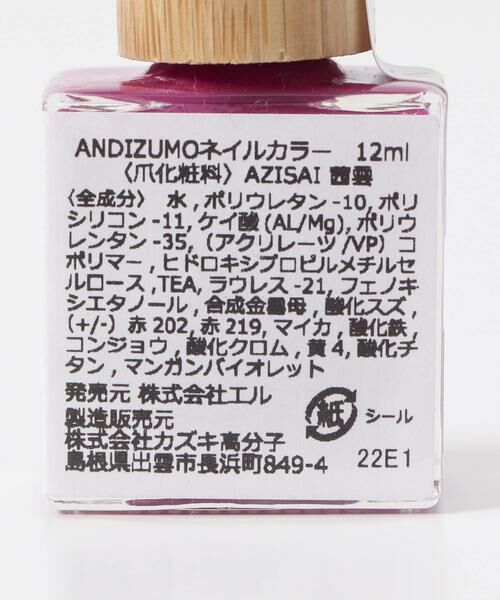 ANDIZUMOネイルカラー 12ml
〈爪化粧料〉 AZISAI 茜雲
〈全成分〉 水 , ポリウレタン -10, ポリ
シリコン -11, ケイ酸 (AL/Mg), ポリウ
レンタン -35, (アクリレーツ /VP) コ
ポリマー , ヒドロキシプロピルメチルセ
ルロース ,TEA, ラウレス -21, フェノキ
シエタノール , 合成金雲母 , 酸化スズ ,
(+/-) 赤 202, 赤 219, マイカ , 酸化鉄 ,
コンジョウ , 酸化クロム , 黄 4, 酸化チ
タン , マンガンバイオレット
発売元 株式会社エル
製造販売元
株式会社カズキ高分子
島根県出雲市長浜町849-4
紙 シール
22E1